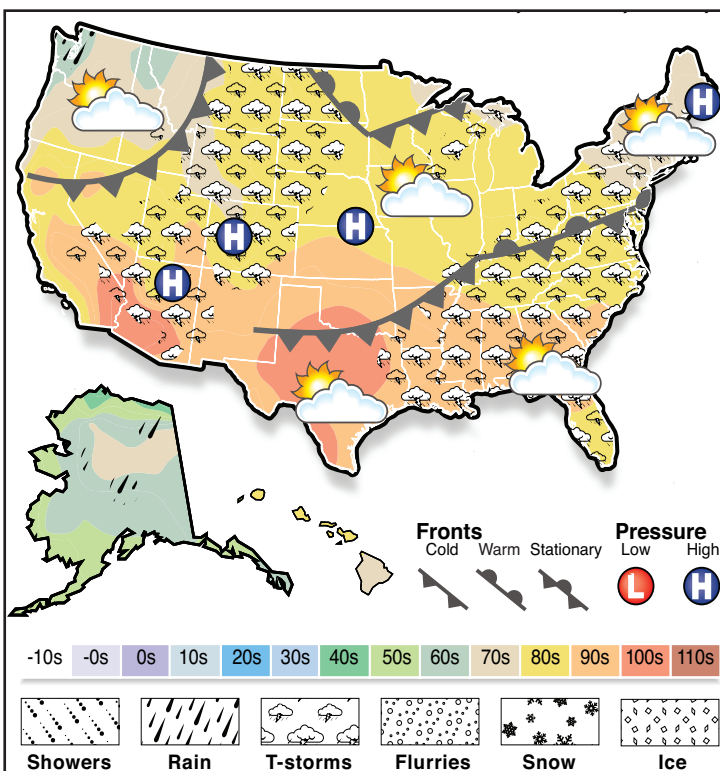 H
H
H
H
Fronts
Cold Warm Stationary
Pressure
Low High
L H
-10s -0s 0s 10s 20s 30s 40s 50s 60s 70s 80s 90s 100s 110s
Showers Rain T-storms Flurries Snow Ice